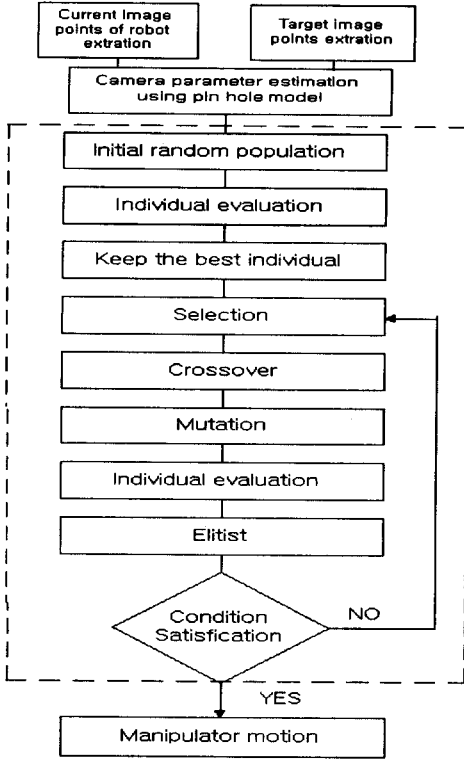 Current Image
points of robot
extration
Target image
points extration
Camera parameter estimation
using pin hole model
Initial random population
Individual evaluation
Keep the best individual
Selection
Crossover
Mutation
Individual evaluation
Elitist
Condition
Satisfication
NO
YES
Manipulator motion